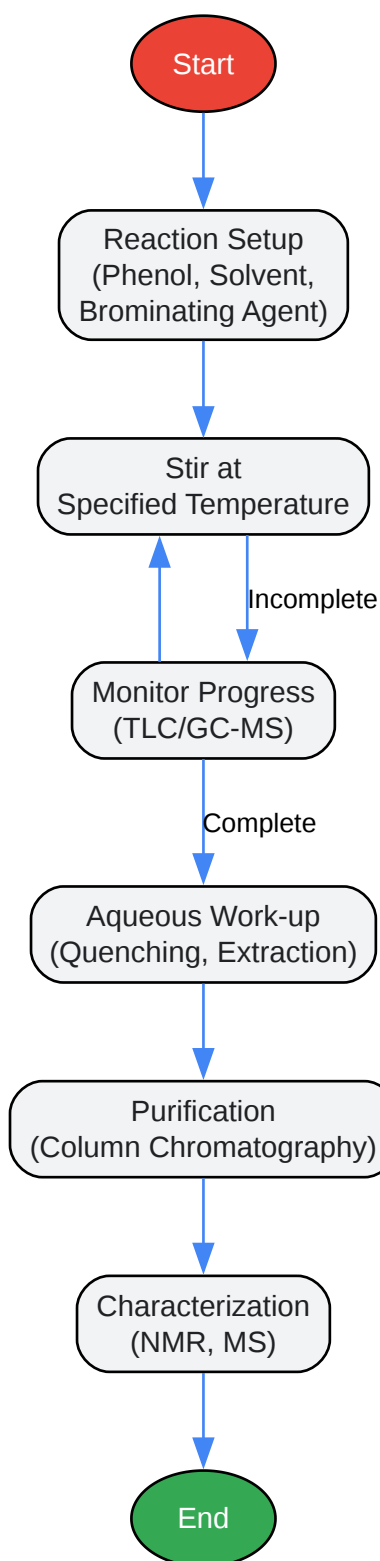 Start
Reaction Setup
(Phenol, Solvent,
Brominating Agent)
Stir at
Specified Temperature
Incomplete
Monitor Progress
(TLC/GC-MS)
Complete
Aqueous Work-up
(Quenching, Extraction)
Purification
(Column Chromatography)
Characterization
(NMR, MS)
End